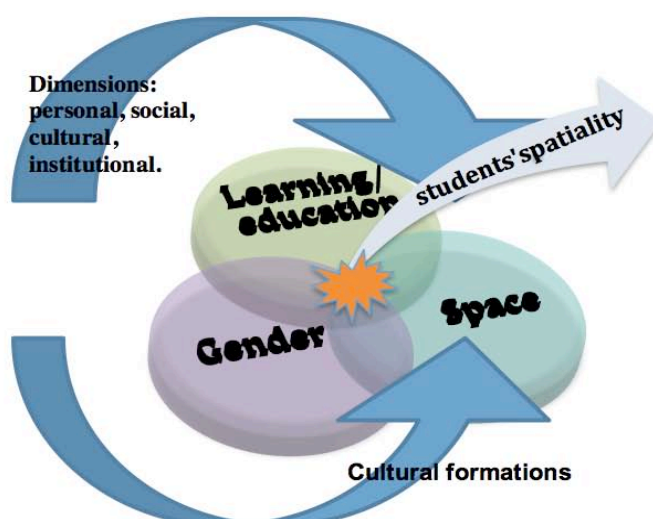 Dimensions:
personal, social,
cultural,
institutional.
students'spatiality
Learning/
education
Space
Gender
Cultural formations